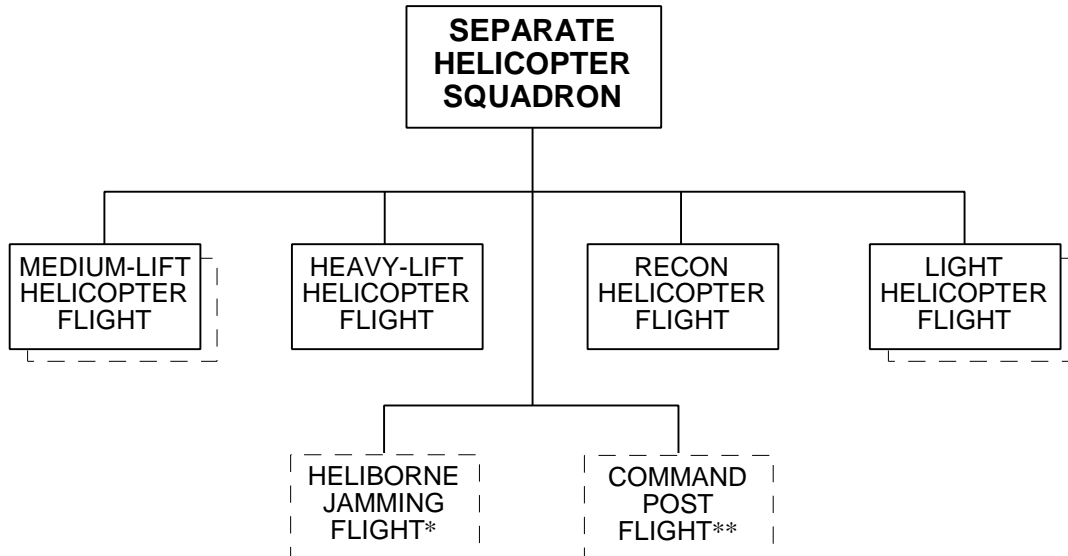 SEPARATE
HELICOPTER
SQUADRON
MEDIUM-LIFT
HELICOPTER
FLIGHT
HEAVY-LIFT
HELICOPTER
FLIGHT
RECON
HELICOPTER
FLIGHT
LIGHT
HELICOPTER
FLIGHT
HELIBORNE
JAMMING
FLIGHT*
COMMAND
POST
FLIGHT**